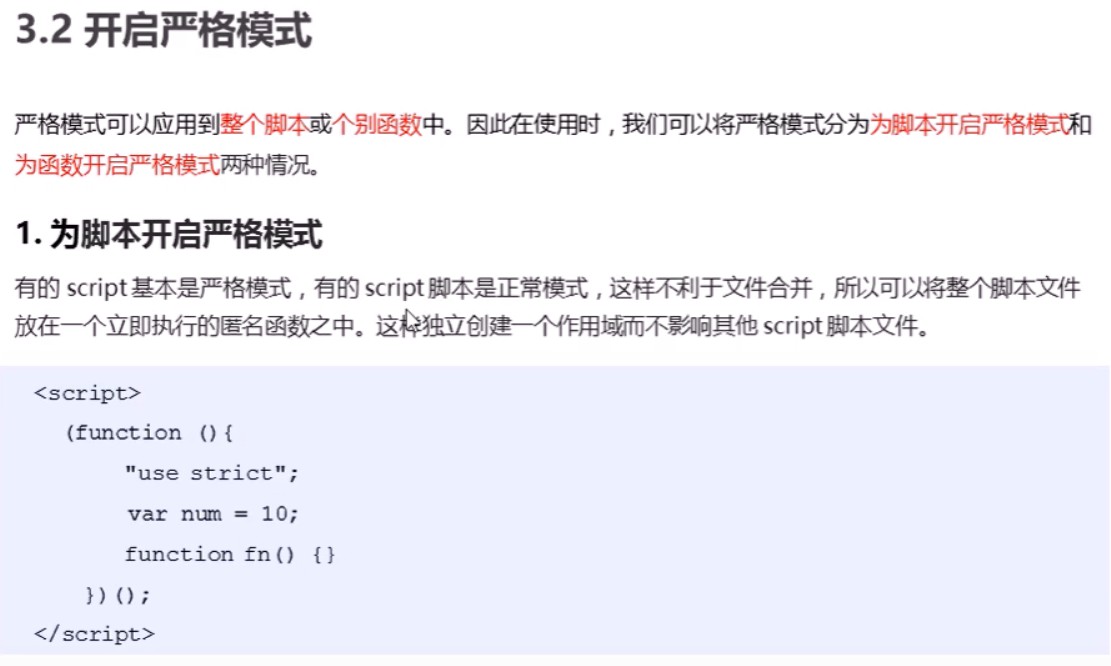 3.2 开启严格模式
严格模式可以应用到整个脚本或个别函数中。因此在使用时，我们可以将严格模式分为为脚本开启严格模式和
为函数开启严格模式两种情况。
1. 为脚本开启严格模式
有的 script 基本是严格模式，有的 script 脚本是正常模式，这样不利于文件合并，所以可以将整个脚本文件
放在一个立即执行的匿名函数之中。这样独立创建一个作用域而不影响其他 script 脚本文件。
<script>
(function (){
"use strict";
var num = 10;
function fn() {}
})();
</script>